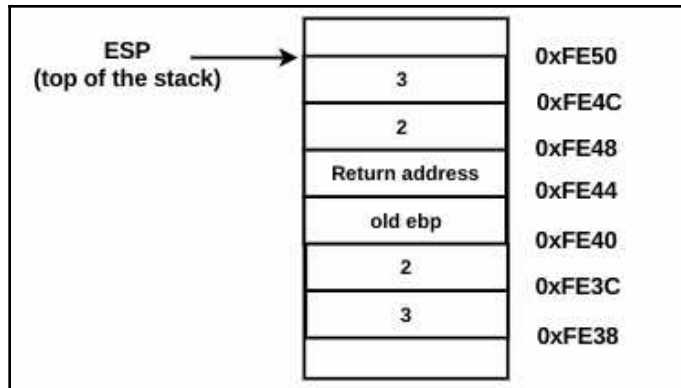 ESP
(top of the stack)
0xFE50
3
0xFE4C
2
0xFE48
Return address
0xFE44
old ebp
0xFE40
2
0xFE3C
3
0xFE38